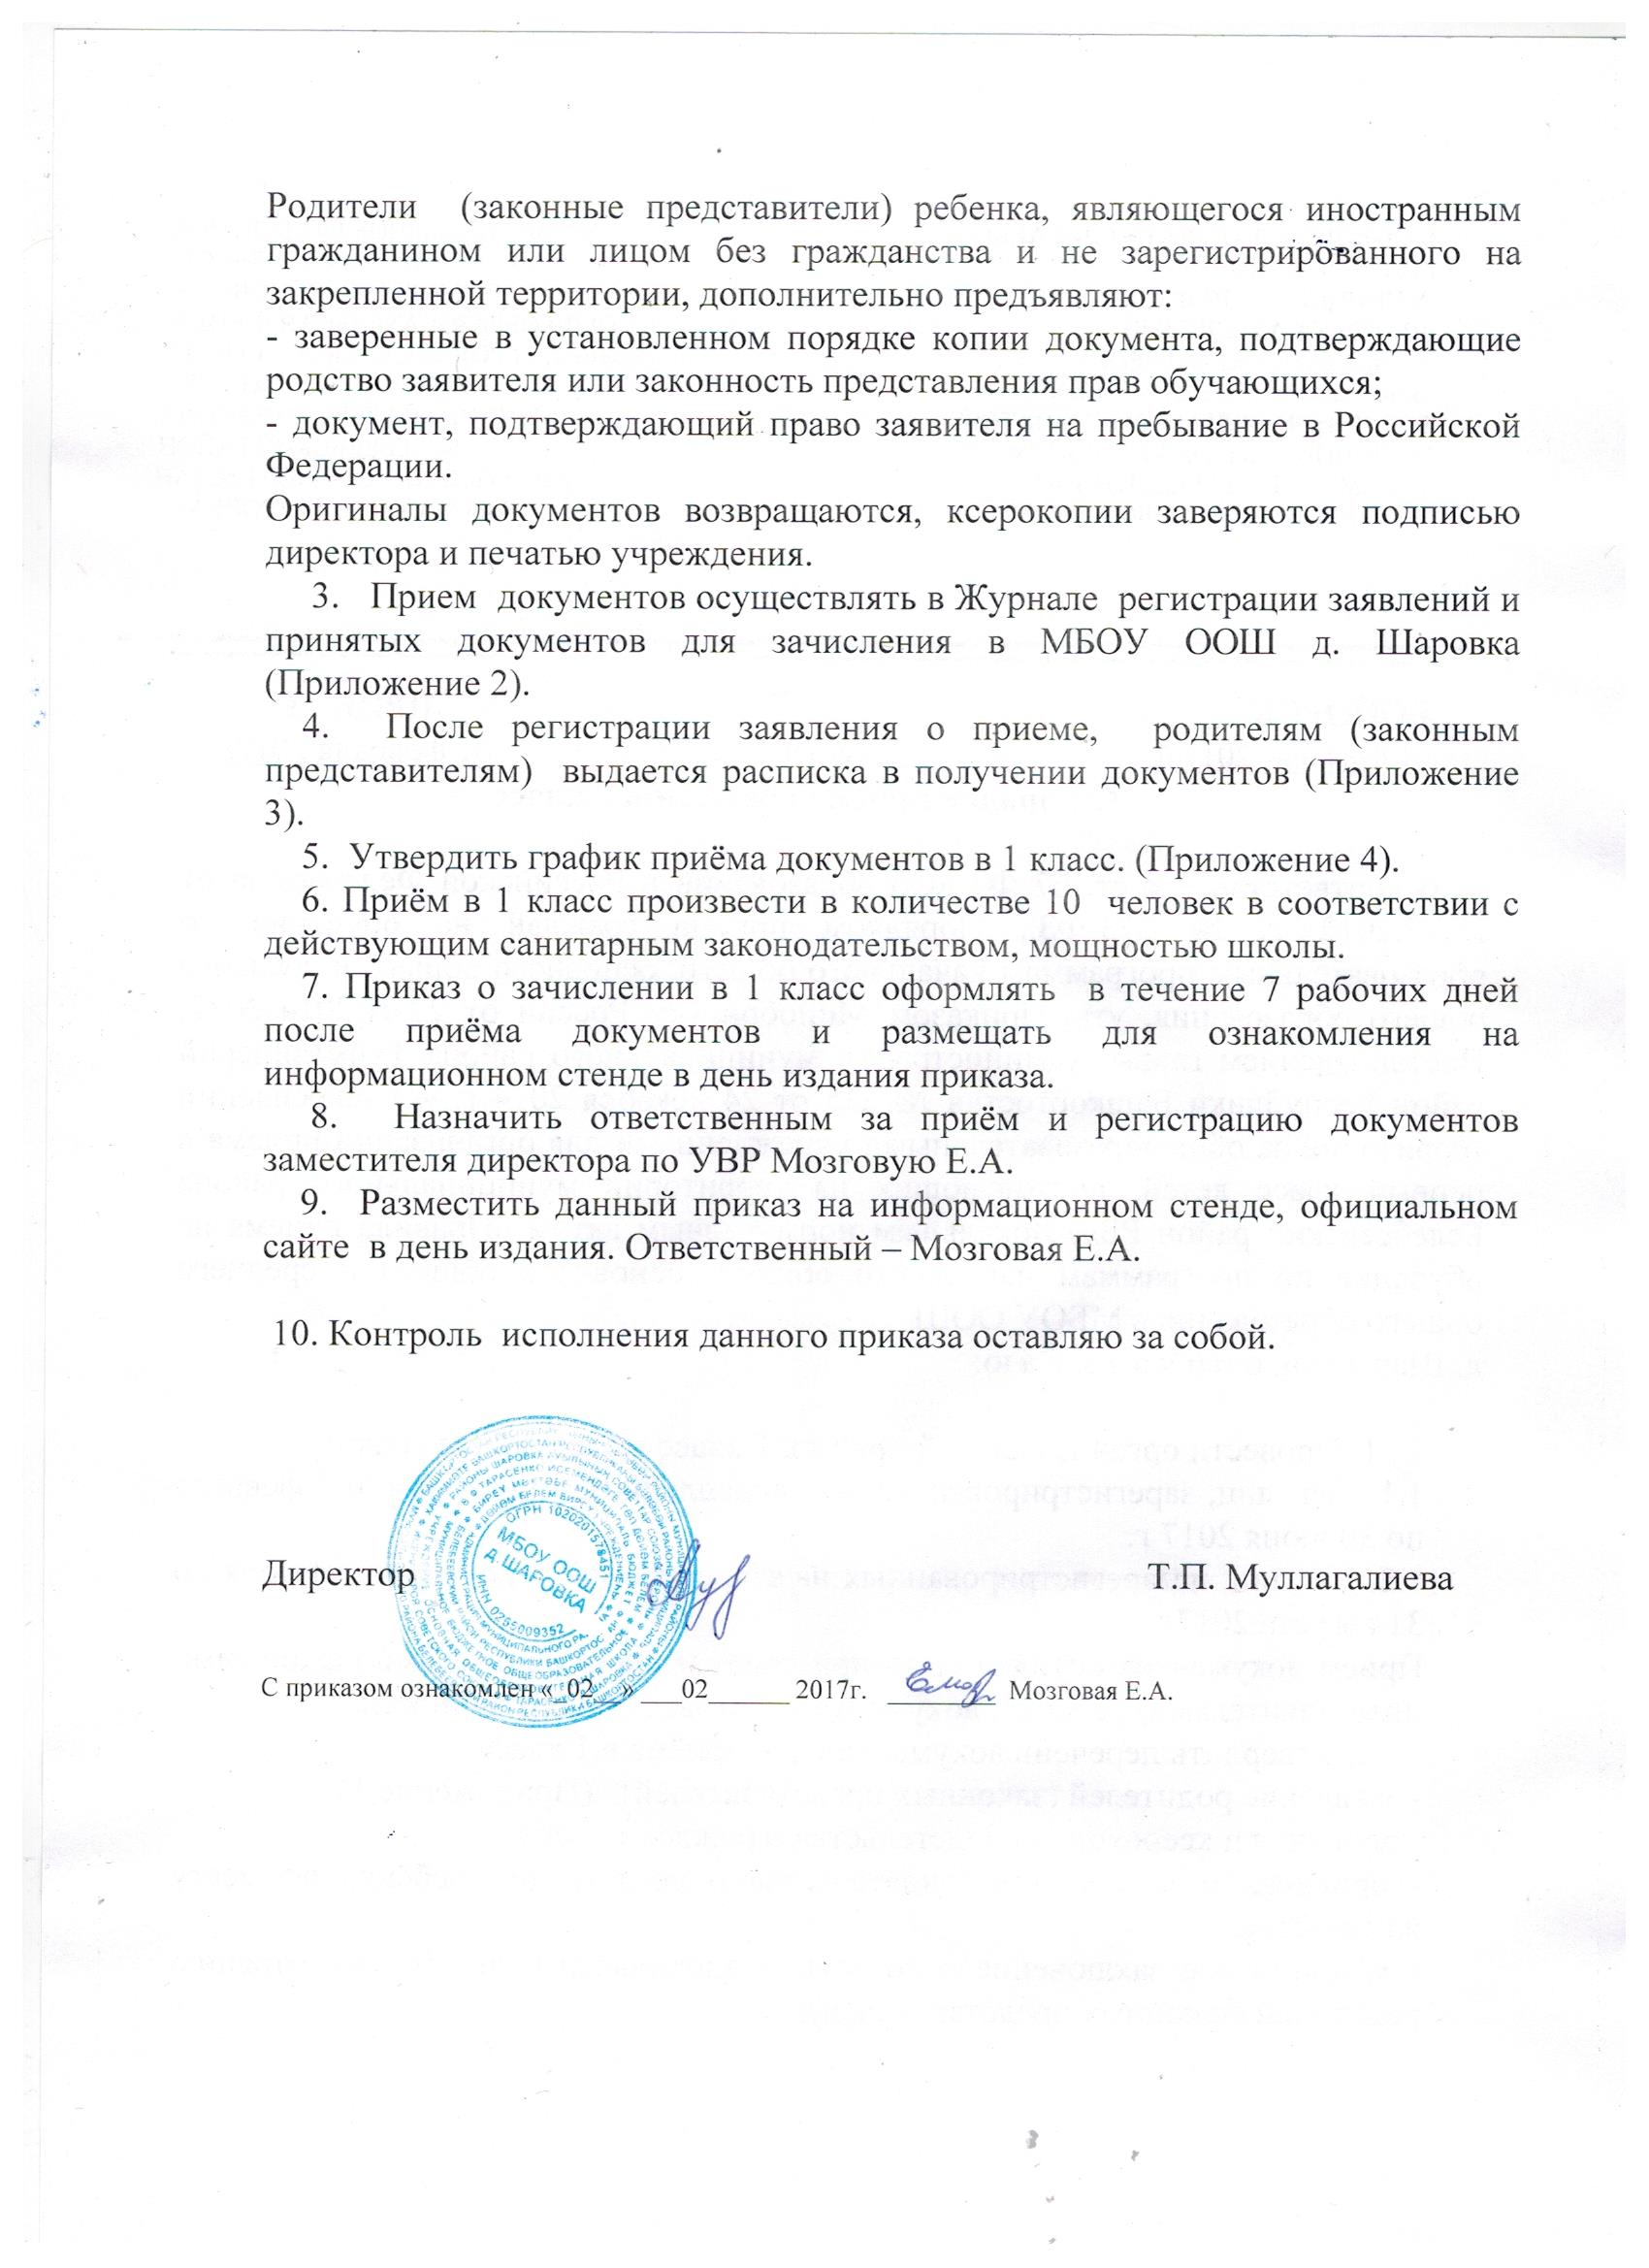 Родители (законные представители) ребенка, являющегося иностранным
гражданином или лицом без гражданства и не зарегистрированного на
закрепленной территории, дополнительно предъявляют:
- заверенные в установленном порядке копии документа, подтверждающие
родство заявителя или законность представления прав обучающихся;
- документ, подтверждающий право заявителя на пребывание в Российской
Федерации.
Оригиналы документов возвращаются, ксерокопии заверяются подписью
директора и печатью учреждения.
3. Прием документов осуществлять в Журнале регистрации заявлений и
принятых документов для зачисления в МБОУ ООШ д. Шаровка
(Приложение 2).
4. После регистрации заявления о приеме, родителям (законным
представителям) выдается расписка в получении документов (Приложение
3).
5. Утвердить график приёма документов в 1 класс. (Приложение 4).
6. Приём в 1 класс произвести в количестве 10 человек в соответствии с
действующим санитарным законодательством, мощностью школы.
7. Приказ о зачислении в 1 класс оформлять в течение 7 рабочих дней
после приёма документов и размещать для ознакомления на
информационном стенде в день издания приказа.
8. Назначить ответственным за приём и регистрацию документов
заместителя директора по УВР Мозговую Е.А.
9. Разместить данный приказ на информационном стенде, официальном
сайте в день издания. Ответственный – Мозговая Е.А.
10. Контроль исполнения данного приказа оставляю за собой.
ОГРН 1020201578451
МБОУ ООШ
д. ШАРОВКА
ИНН 0255009352
Директор Т.П. Муллагалиева
С приказом ознакомлен « 02 » 02 2017г. Мозговая Е.А.